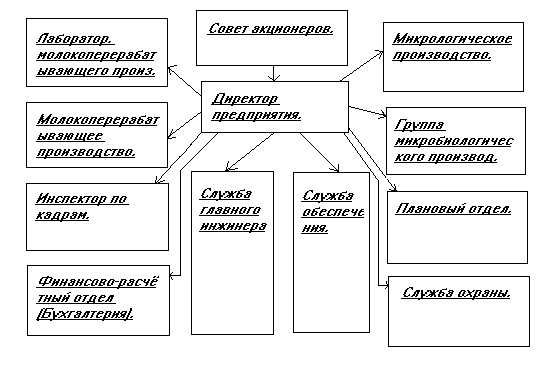 Совет акционеров.
Лаборатор.
молокоперерабат
ывающего произ.
Микрологическое
производство.
Директор
предприятия.
Молокоперерабат
ывающее
производство.
Группа
микробиологичес
кого производ.
Инспектор по
кадрам.
Служба
главного
инжинера
Служба
обеспече
ния.
Плановый отдел.
Финансово-расчё
тный отдел
(Бухгалтерия).
Служба охраны.